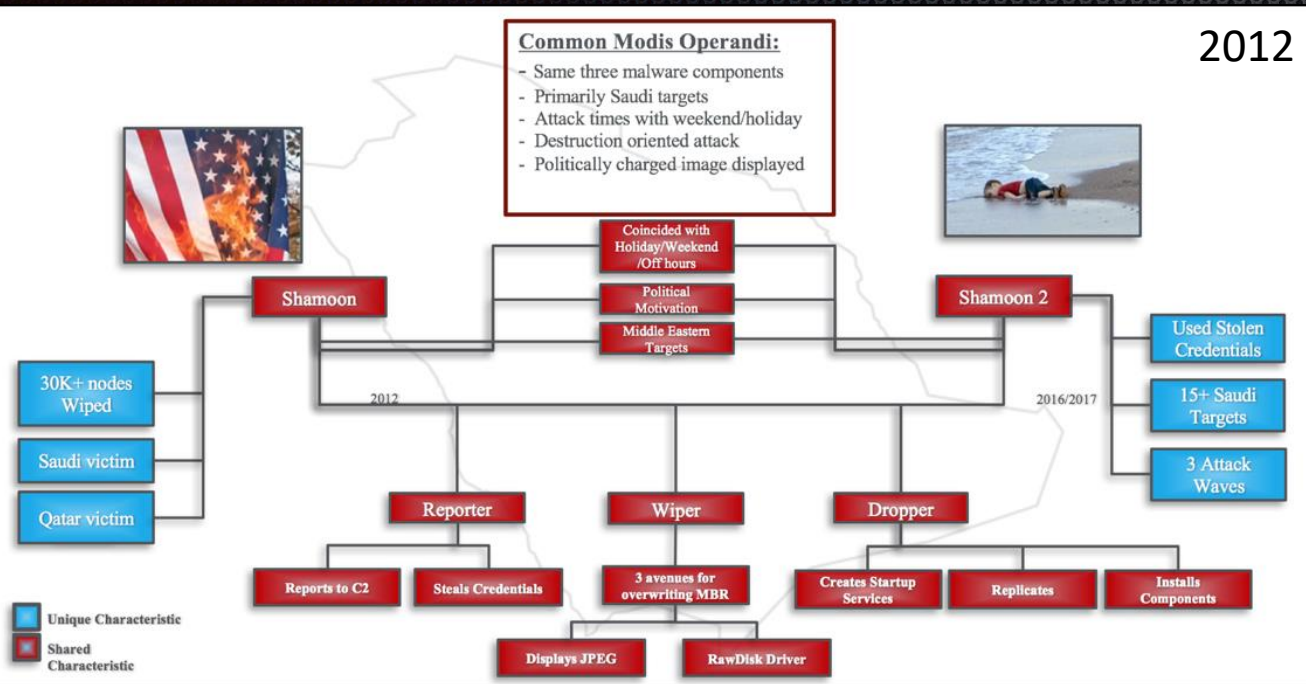 2012
Common Modis Operandi:
- Same three malware components
- Primarily Saudi targets
- Attack times with weekend/holiday
- Destruction oriented attack
- Politically charged image displayed
Coincided with
Holiday/Weekend
/Off hours
Shamoon
Political
Motivation
Shamoon 2
Middle Eastern
Targets
Used Stolen
Credentials
30K+ nodes
Wiped
2012
2016/2017
15+ Saudi
Targets
Saudi victim
3 Attack
Waves
Qatar victim
Reporter
Wiper
Dropper
Reports to C2
Steals Credentials
3 avenues for
overwriting MBR
Creates Startup
Services
Replicates
Installs
Components
Unique Characteristic
Shared
Characteristic
Displays JPEG
RawDisk Driver